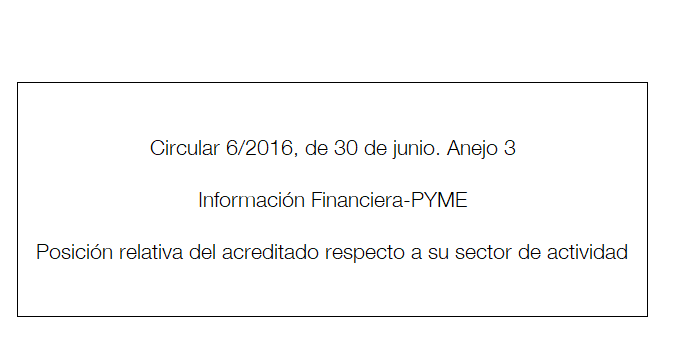 Circular 6/2016, de 30 de junio. Anejo 3
Información Financiera-PYME
Posición relativa del acreditado respecto a su sector de actividad